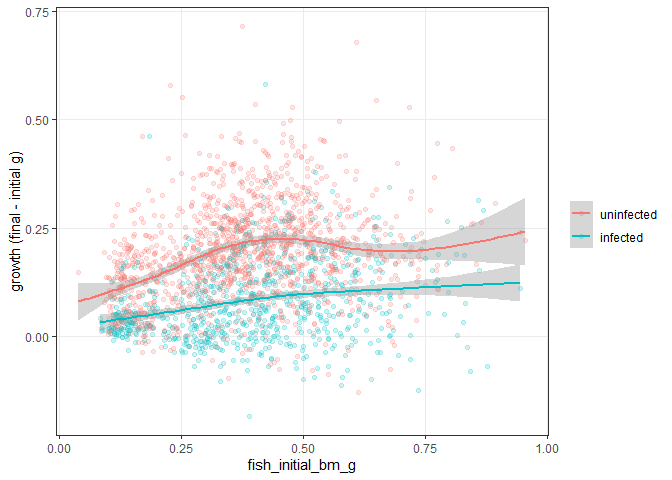 growth (final - initial g)
0.75
0.50
0.25
0.00
0.00 0.25 0.50 0.75 1.00
fish_initial_bm_g
uninfected
infected